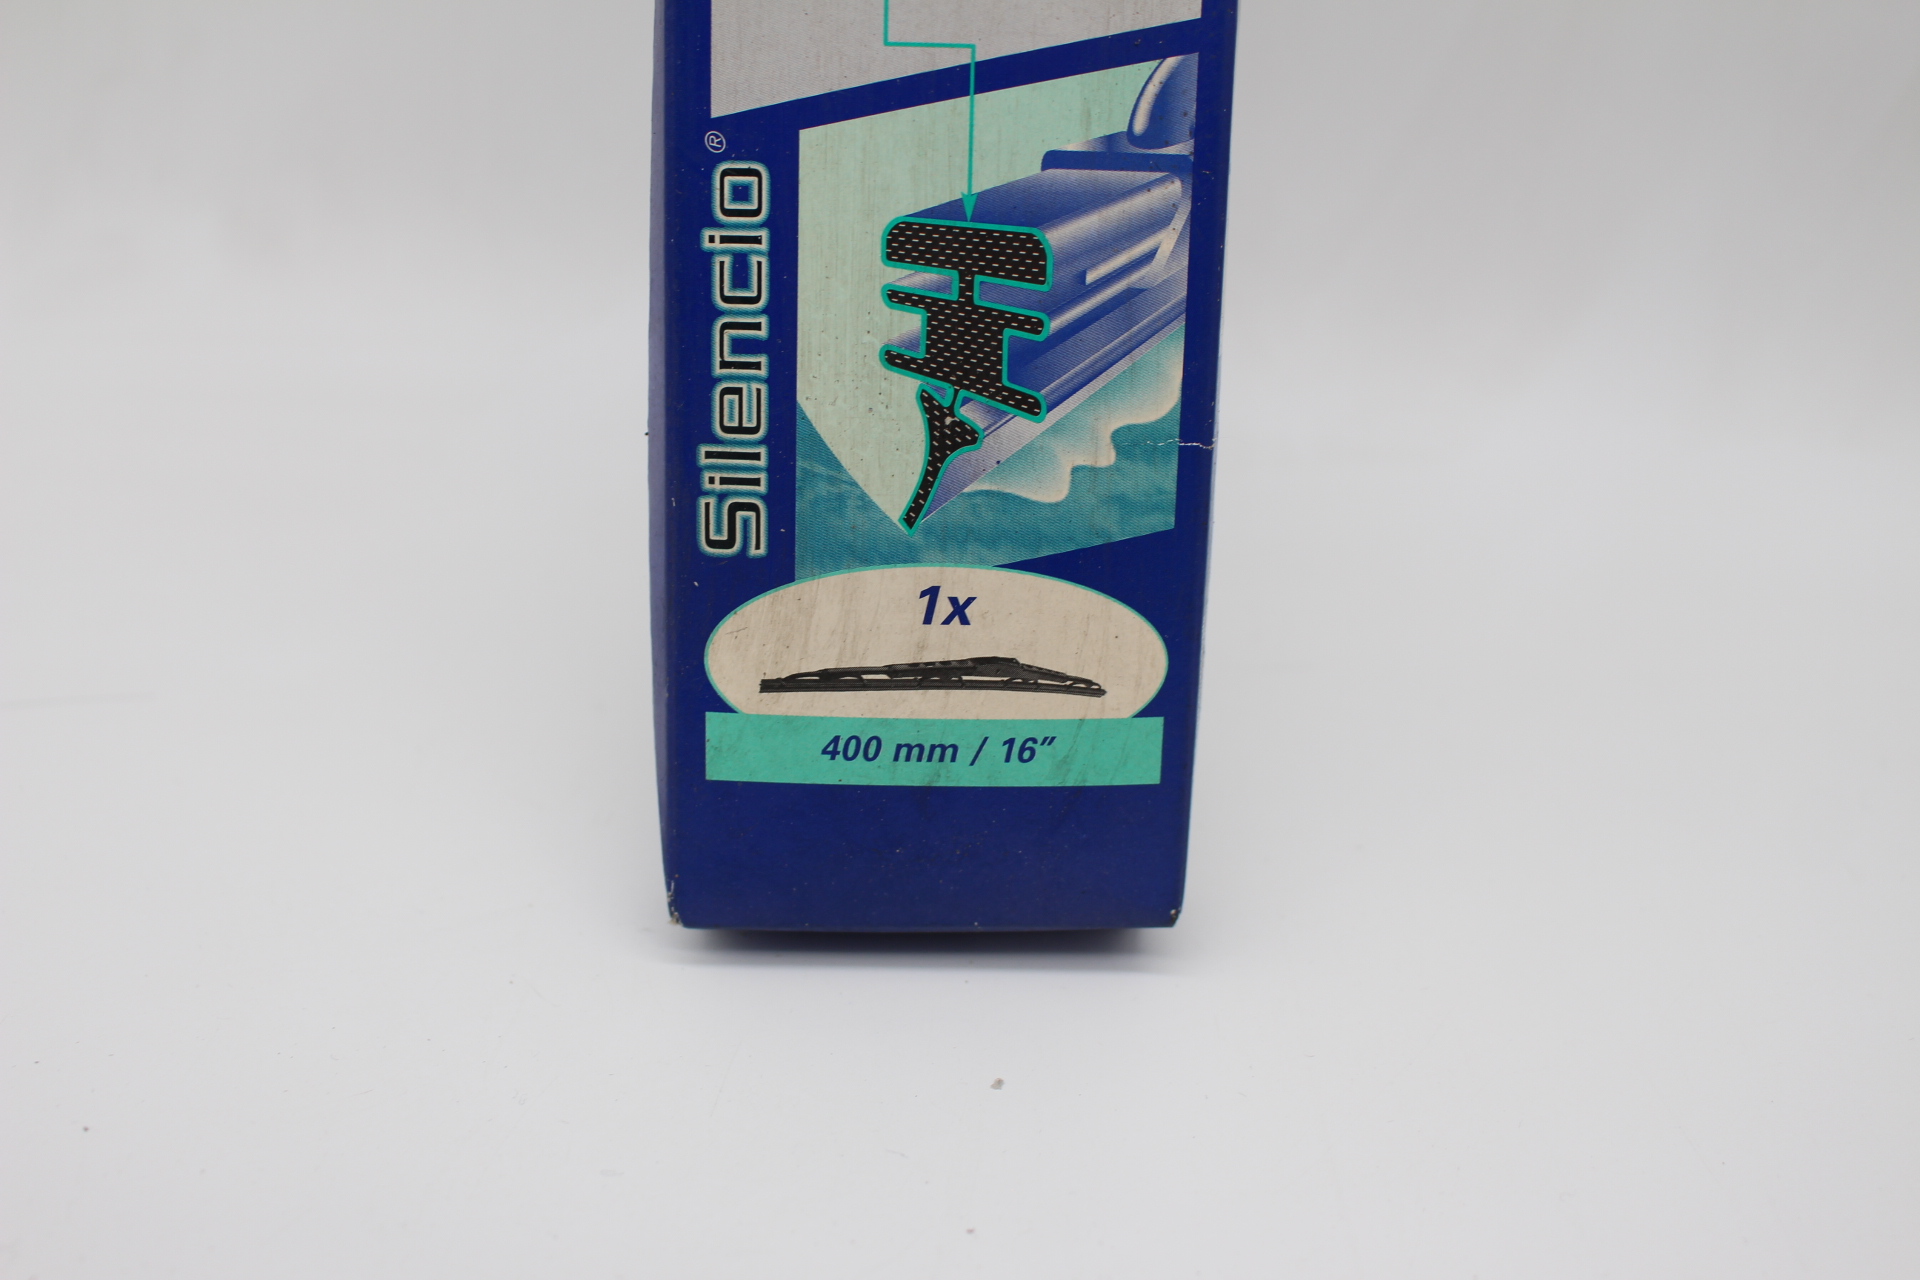 Silencio®
1x
400 mm / 16”